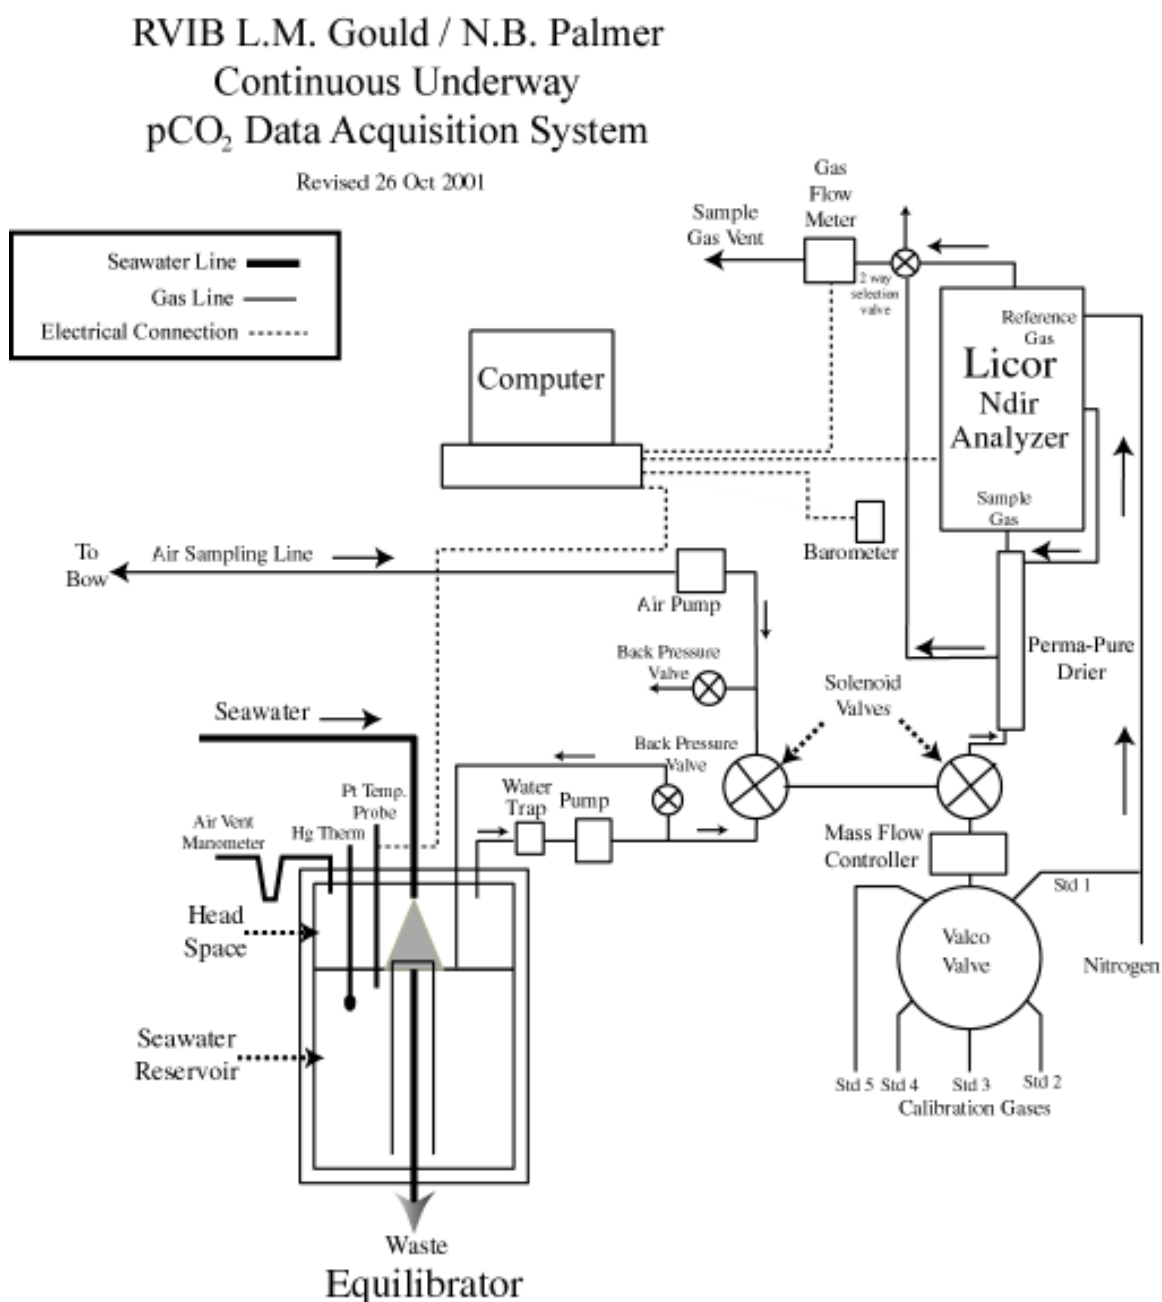 RVIB L.M. Gould / N.B. Palmer
Continuous Underway
pCO₂ Data Acquisition System
Revised 26 Oct 2001
Seawater Line
Gas Line
Electrical Connection
Gas
Flow
Meter
Sample
Gas Vent
2 way
selection
valve
Reference
Gas
Licor
Ndir
Analyzer
Sample
Gas
Computer
Barometer
To
Bow
Air Sampling Line
Air Pump
Back Pressure
Valve
Perma-Pure
Drier
Solenoid
Valves
Seawater
Back Pressure
Valve
Pt Temp.
Probe
Water
Trap
Pump
Air Vent
Manometer
Hg Therm
Mass Flow
Controller
Std 1
Head
Space
Valco
Valve
Nitrogen
Seawater
Reservoir
Std 5
Std 4
Std 3
Std 2
Calibration Gases
Waste
Equilibrator